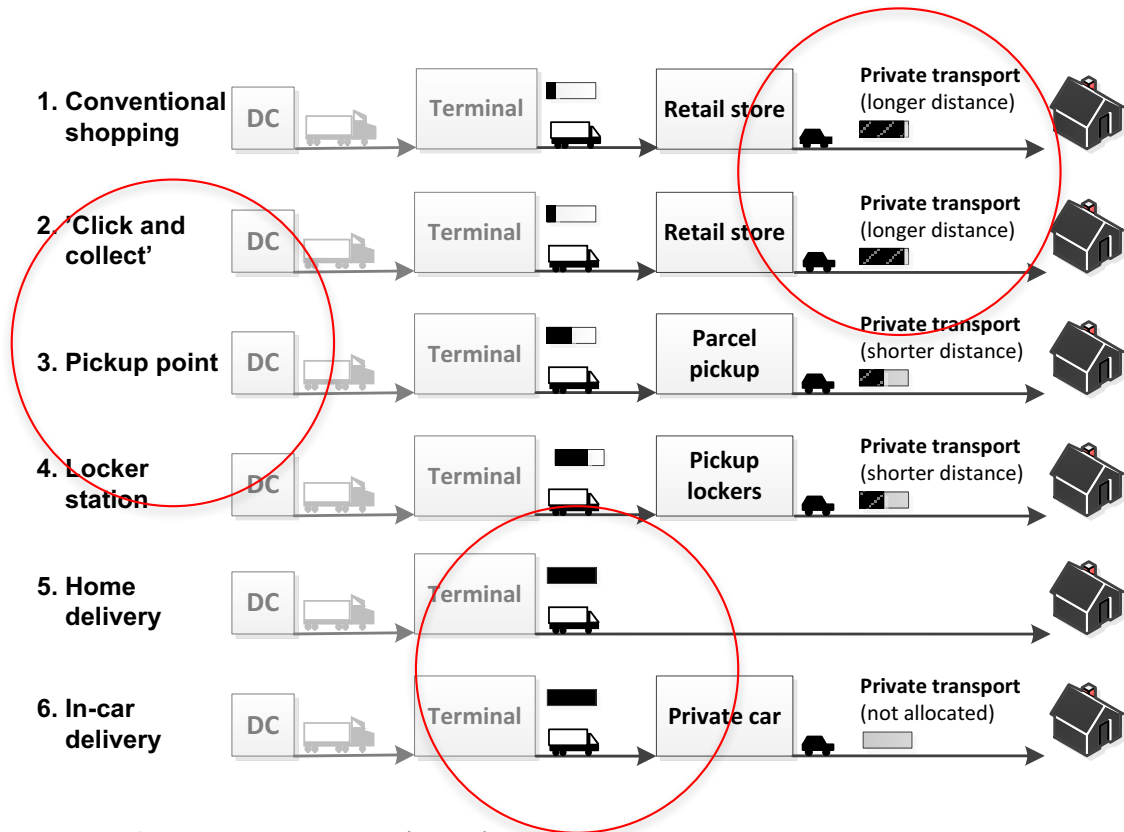 1. Conventional
shopping
DC
Terminal
Retail store
Private transport
(longer distance)
2. ’Click and
collect’
DC
Terminal
Retail store
Private transport
(longer distance)
3. Pickup point
DC
Terminal
Parcel
pickup
Private transport
(shorter distance)
4. Locker
station
DC
Terminal
Pickup
lockers
Private transport
(shorter distance)
5. Home
delivery
DC
Terminal
6. In-car
delivery
DC
Terminal
Private car
Private transport
(not allocated)